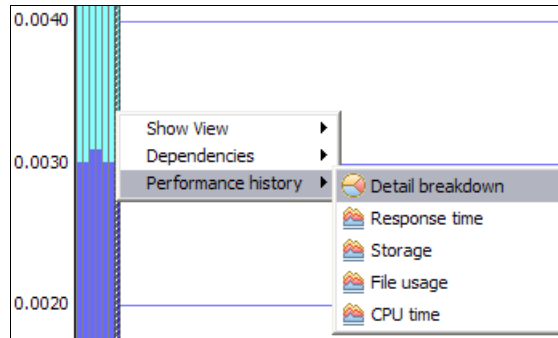 0.0040
Show View
Dependencies
0.0030
Performance history
Detail breakdown
Response time
Storage
File usage
0.0020
CPU time